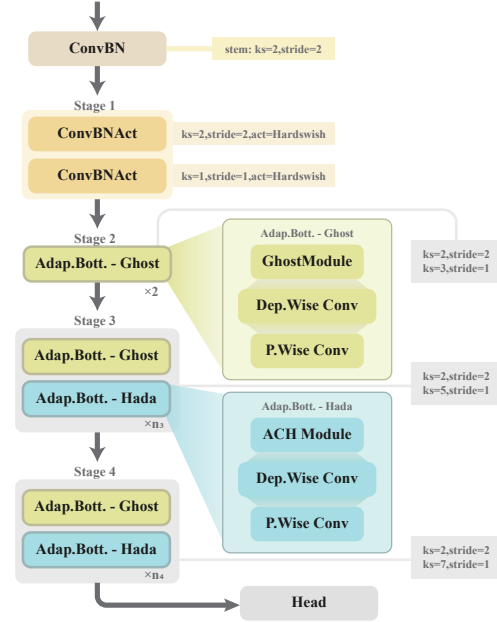 ConvBN
stem: ks=2,stride=2
Stage 1
ConvBNAct
ks=2,stride=2,act=Hardswish
ConvBNAct
ks=1,stride=1,act=Hardswish
Stage 2
Adap.Bott. - Ghost
×2
Adap.Bott. - Ghost
GhostModule
Dep.Wise Conv
P.Wise Conv
ks=2,stride=2
ks=3,stride=1
Stage 3
Adap.Bott. - Ghost
Adap.Bott. - Hada
×n₃
ks=2,stride=2
ks=5,stride=1
Adap.Bott. - Hada
ACH Module
Dep.Wise Conv
P.Wise Conv
Stage 4
Adap.Bott. - Ghost
Adap.Bott. - Hada
×n₄
ks=2,stride=2
ks=7,stride=1
Head